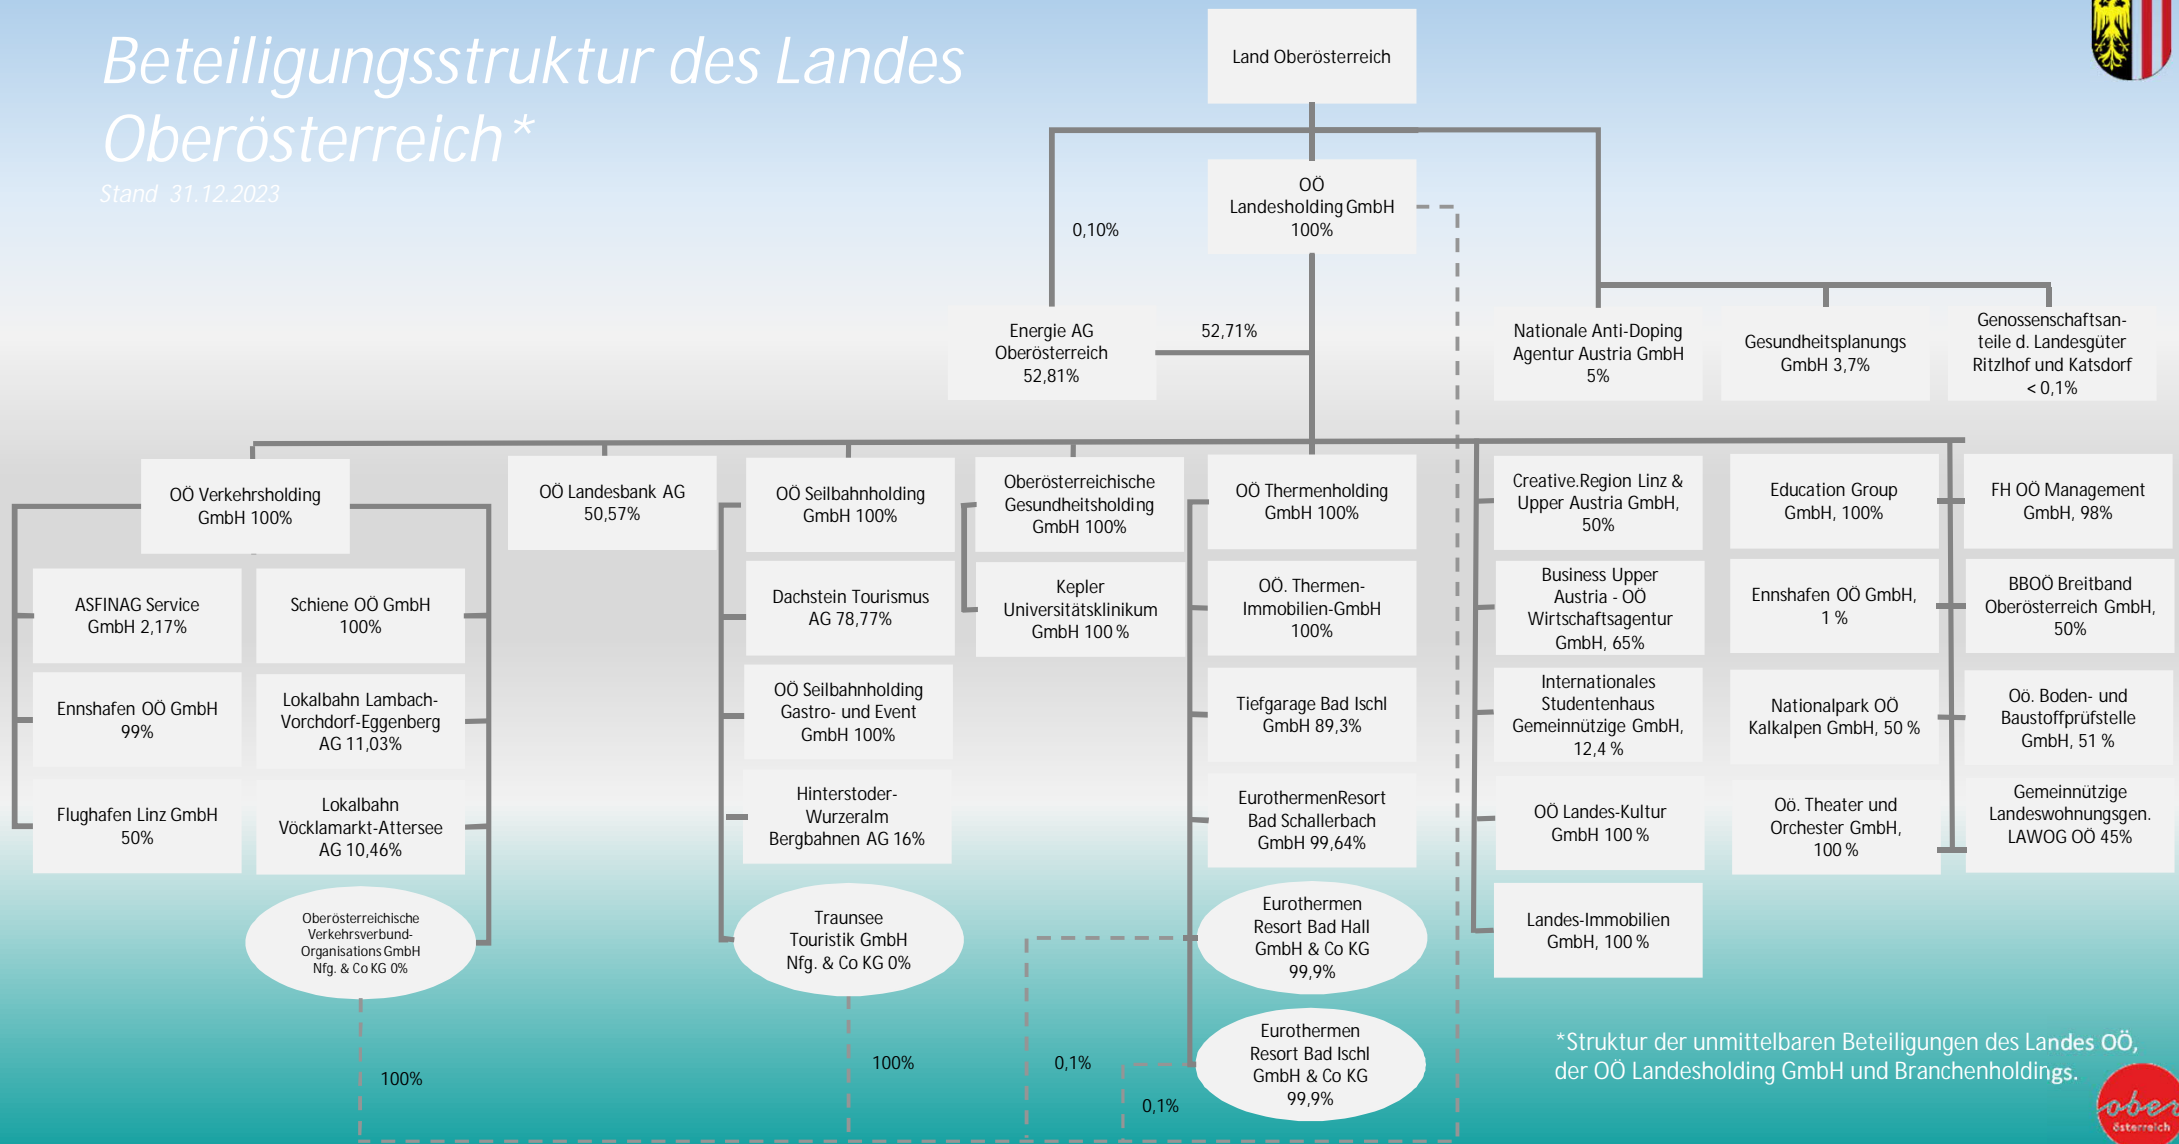 Beteiligungsstruktur des Landes
Oberösterreich*
Stand 31.12.2023
Land Oberösterreich
OÖ
Landesholding GmbH
100%
0,10%
Energie AG
Oberösterreich
52,81%
52,71%
Nationale Anti-Doping
Agentur Austria GmbH
5%
Gesundheitsplanungs
GmbH 3,7%
Genossenschaftsan-
teile d. Landesgüter
Ritzlhof und Katsdorf
< 0,1%
OÖ Verkehrsholding
GmbH 100%
ASFINAG Service
GmbH 2,17%
Schiene OÖ GmbH
100%
Ennshafen OÖ GmbH
99%
Lokalbahn Lambach-
Vorchdorf-Eggenberg
AG 11,03%
Flughafen Linz GmbH
50%
Lokalbahn
Vöcklamarkt-Attersee
AG 10,46%
Oberösterreichische
Verkehrsverbund-
Organisations GmbH
Nfg. & Co KG 0%
100%
OÖ Landesbank AG
50,57%
OÖ Seilbahnholding
GmbH 100%
Dachstein Tourismus
AG 78,77%
OÖ Seilbahnholding
Gastro- und Event
GmbH 100%
Hinterstoder-
Wurzeralm
Bergbahnen AG 16%
Traunsee
Touristik GmbH
Nfg. & Co KG 0%
100%
Oberösterreichische
Gesundheitsholding
GmbH 100%
Kepler
Universitätsklinikum
GmbH 100 %
OÖ Thermenholding
GmbH 100%
OÖ. Thermen-
Immobilien-GmbH
100%
Tiefgarage Bad Ischl
GmbH 89,3%
EurothermenResort
Bad Schallerbach
GmbH 99,64%
Eurothermen
Resort Bad Hall
GmbH & Co KG
99,9%
0,1%
Eurothermen
Resort Bad Ischl
GmbH & Co KG
99,9%
0,1%
Creative.Region Linz &
Upper Austria GmbH,
50%
Business Upper
Austria - OÖ
Wirtschaftsagentur
GmbH, 65%
Internationales
Studentenhaus
Gemeinnützige GmbH,
12,4 %
OÖ Landes-Kultur
GmbH 100 %
Landes-Immobilien
GmbH, 100 %
Education Group
GmbH, 100%
Ennshafen OÖ GmbH,
1 %
Nationalpark OÖ
Kalkalpen GmbH, 50 %
Oö. Theater und
Orchester GmbH,
100 %
FH OÖ Management
GmbH, 98%
BBOÖ Breitband
Oberösterreich GmbH,
50%
Oö. Boden- und
Baustoffprüfstelle
GmbH, 51 %
Gemeinnützige
Landeswohnungsgen.
LAWOG OÖ 45%
*Struktur der unmittelbaren Beteiligungen des Landes OÖ,
der OÖ Landesholding GmbH und Branchenholdings.
ober
österreich